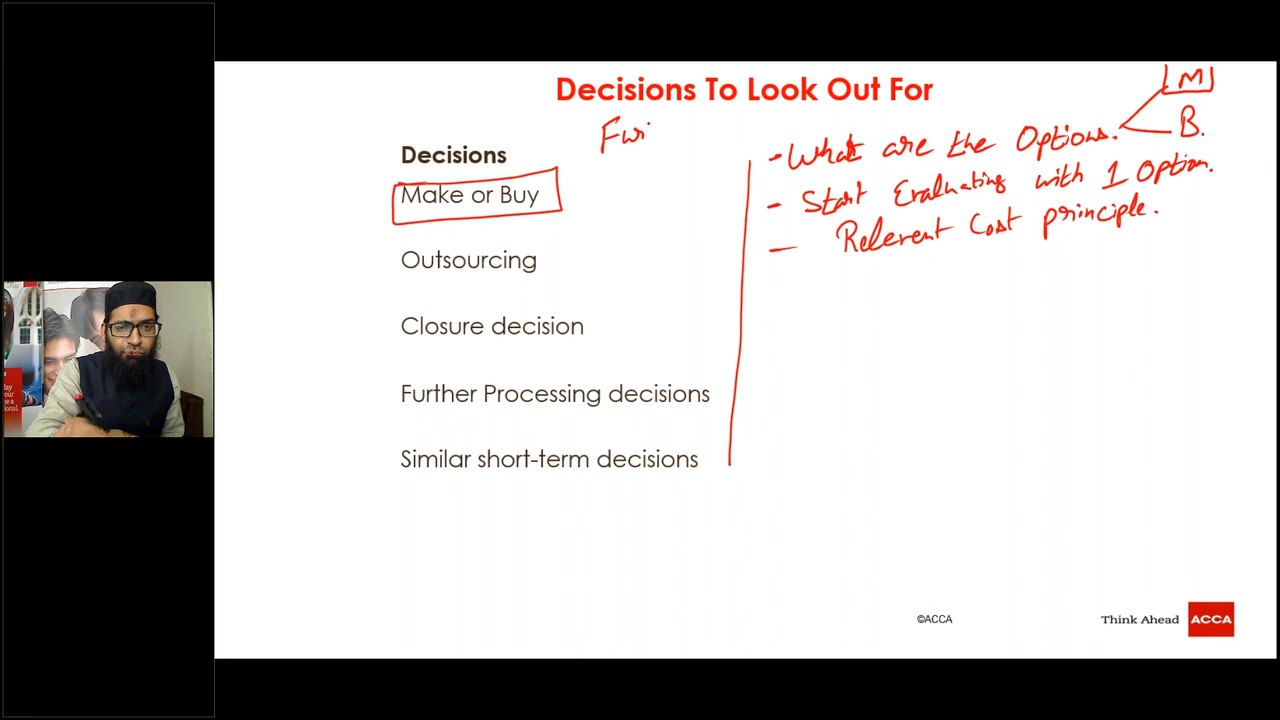 Decisions To Look Out For
Decisions
Make or Buy
Outsourcing
Closure decision
Further Processing decisions
Similar short-term decisions
M
B.
- What are the Options.
- Start Evaluating with 1 Option.
- Relevent Cost principle.
©ACCA
Think Ahead ACCA